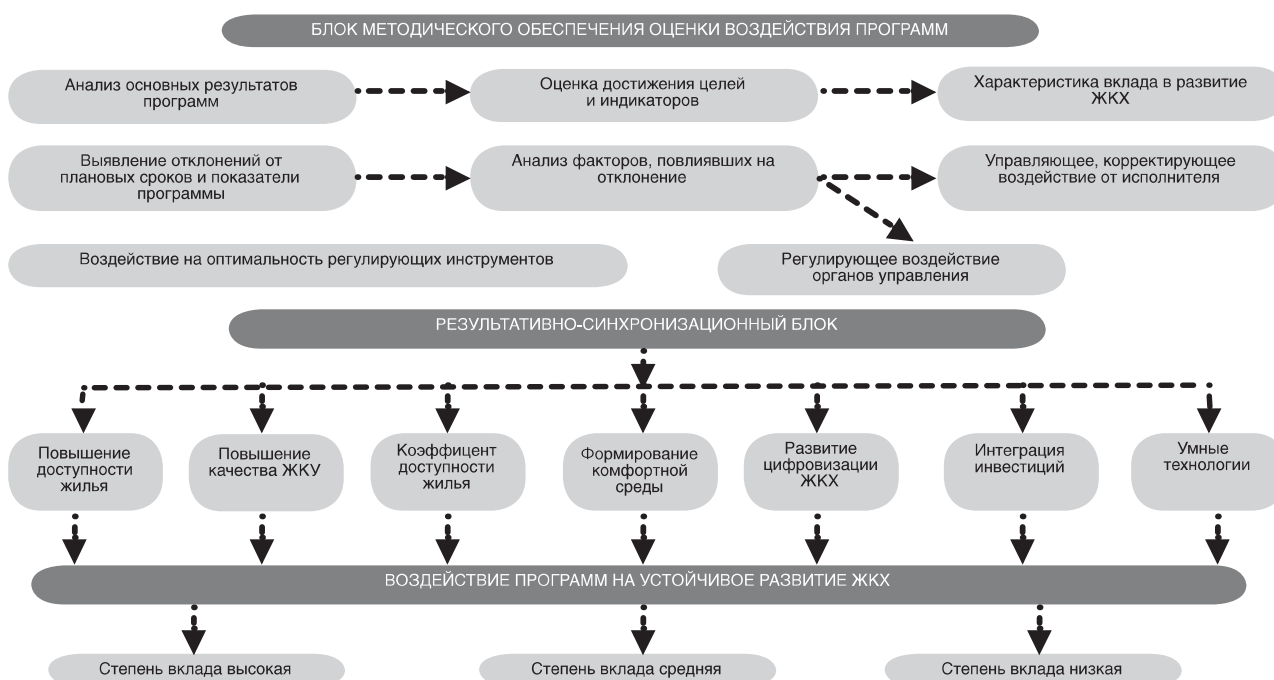 БЛОК МЕТОДИЧЕСКОГО ОБЕСПЕЧЕНИЯ ОЦЕНКИ ВОЗДЕЙСТВИЯ ПРОГРАММ
Анализ основных результатов
программ
Оценка достижения целей
и индикаторов
Характеристика вклада в развитие
ЖКХ
Выявление отклонений от
плановых сроков и показатели
программы
Анализ факторов, повлиявших на
отклонение
Управляющее, корректирующее
воздействие от исполнителя
Воздействие на оптимальность регулирующих инструментов
Регулирующее воздействие
органов управления
РЕЗУЛЬТАТИВНО-СИНХРОНИЗАЦИОННЫЙ БЛОК
Повышение
доступности
жилья
Повышение
качества ЖКУ
Коэффицент
доступности
жилья
Формирование
комфортной
среды
Развитие
цифровизации
ЖКХ
Интеграция
инвестиций
Умные
технологии
ВОЗДЕЙСТВИЕ ПРОГРАММ НА УСТОЙЧИВОЕ РАЗВИТИЕ ЖКХ
Степень вклада высокая
Степень вклада средняя
Степень вклада низкая